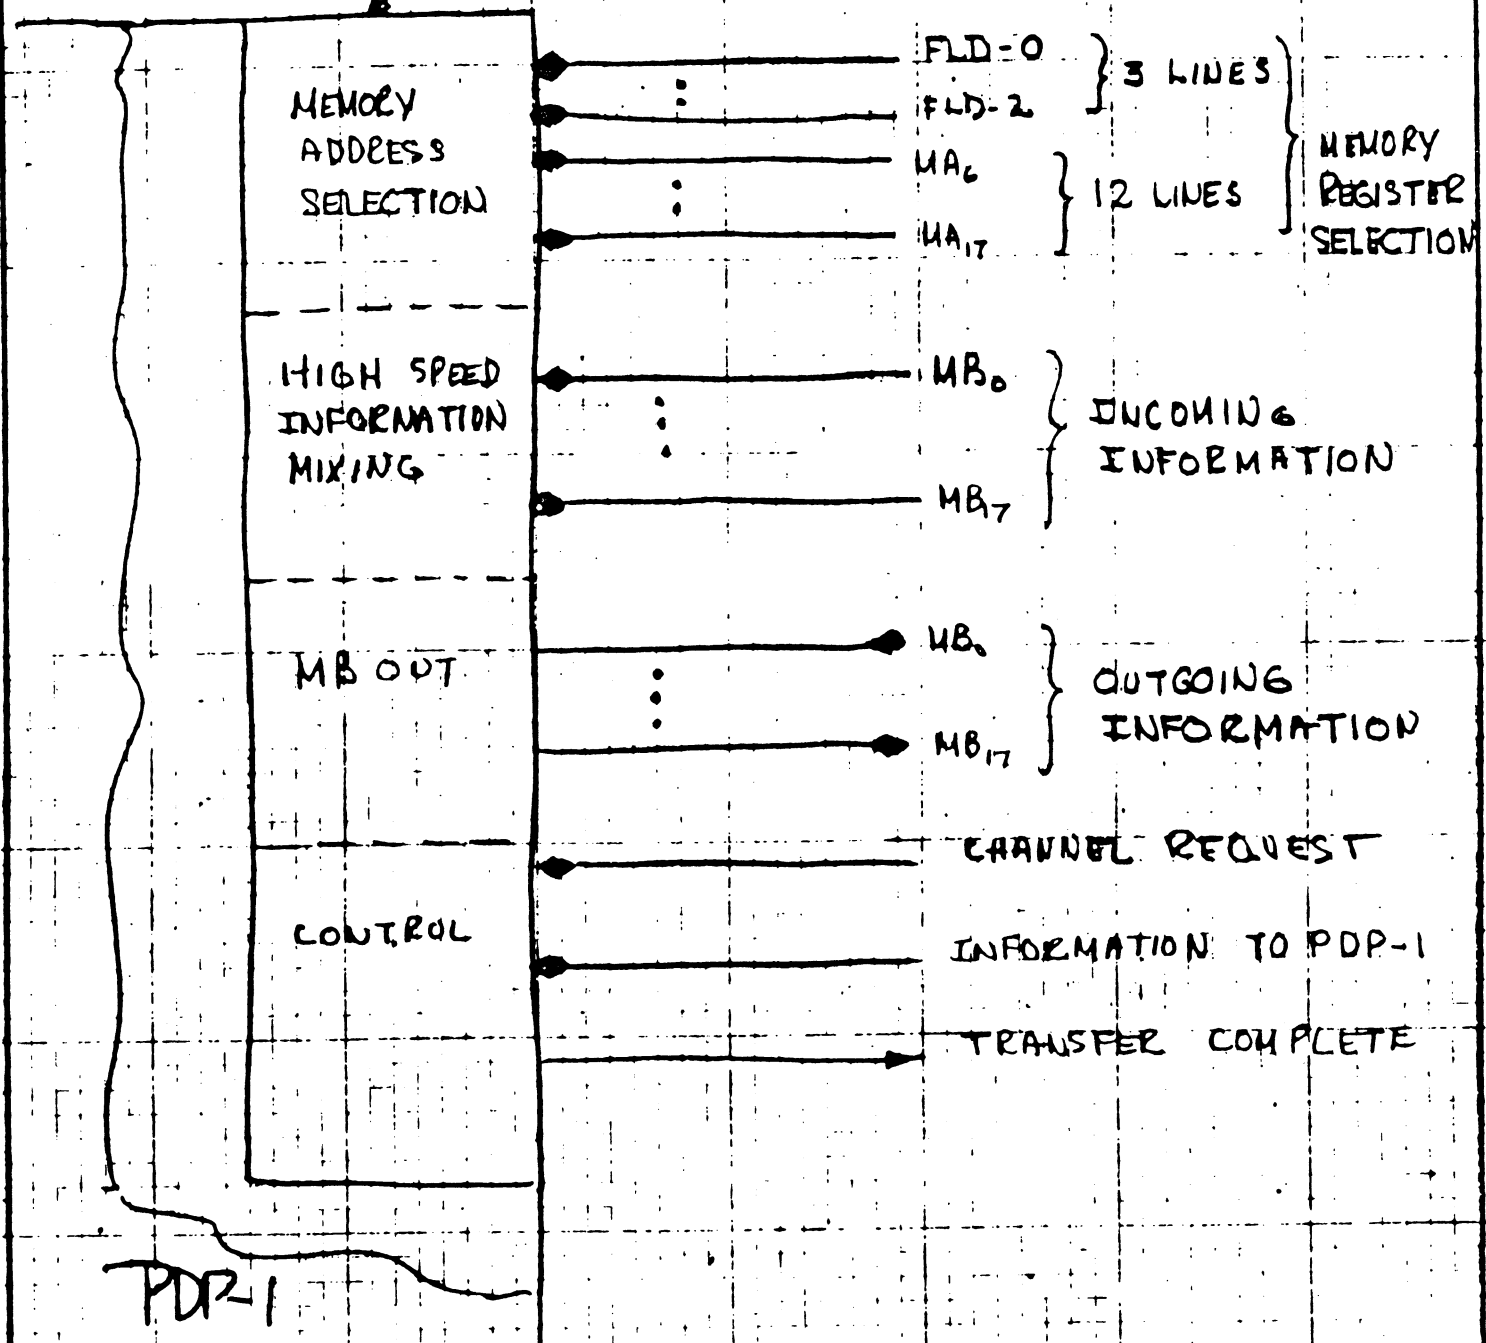 MEMORY
ADDRESS
SELECTION
FLD-0
FLD-2
3 LINES
MA₆
MA₁₇
12 LINES
MEMORY
REGISTER
SELECTION
HIGH SPEED
INFORMATION
MIXING
MB₀
MB₁₇
INCOMING
INFORMATION
MB OUT
MB₀
MB₁₇
OUTGOING
INFORMATION
CONTROL
CHANNEL REQUEST
INFORMATION TO PDP-1
TRANSFER COMPLETE
PDP-1